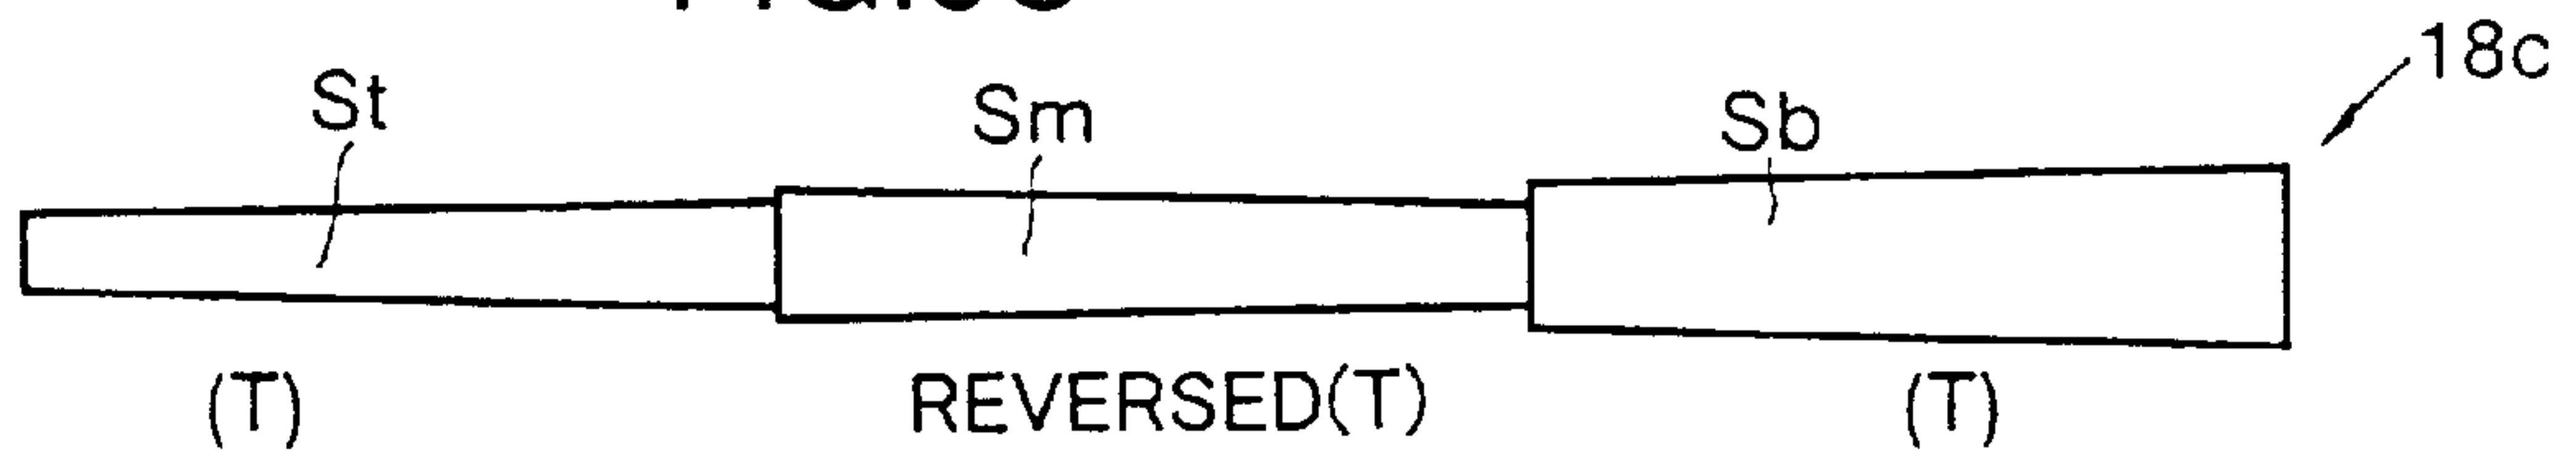 18c
St Sm Sb
(T) REVERSED(T) (T)